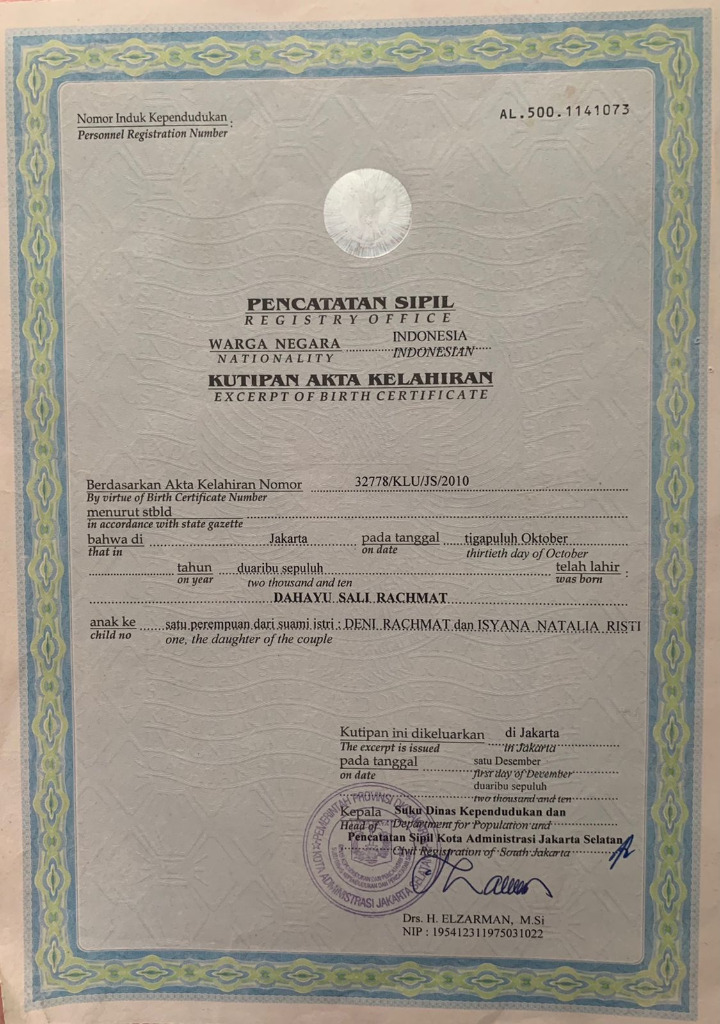 Nomor Induk Kependudukan :
Personnel Registration Number
AL.500.1141073
PENCATATAN SIPIL
REGISTRY OFFICE
WARGA NEGARA INDONESIA
NATIONALITY INDONESIAN
KUTIPAN AKTA KELAHIRAN
EXCERPT OF BIRTH CERTIFICATE
Berdasarkan Akta Kelahiran Nomor 32778/KLU/JS/2010
By virtue of Birth Certificate Number
menurut stbld
in accordance with state gazette
bahwa di Jakarta pada tanggal tigapuluh Oktober
that in on date thirtieth day of October
tahun duaribu sepuluh telah lahir :
on year two thousand and ten was born
DAHAYU SALI RACHMAT
anak ke satu perempuan dari suami istri : DENI RACHMAT dan ISYANA NATALIA RISTI
child no one, the daughter of the couple
Kutipan ini dikeluarkan di Jakarta
The excerpt is issued in Jakarta
pada tanggal satu Desember
on date first day of December
duaribu sepuluh
two thousand and ten
Kepala Suku Dinas Kependudukan dan
Head of Department for Population and
Pencatatan Sipil Kota Administrasi Jakarta Selatan
Civil Registration of South Jakarta
PEMERINTAH PROVINSI
KOTA ADMINISTRASI JAKARTA SELATAN
Drs. H. ELZARMAN, M.Si
NIP : 195412311975031022